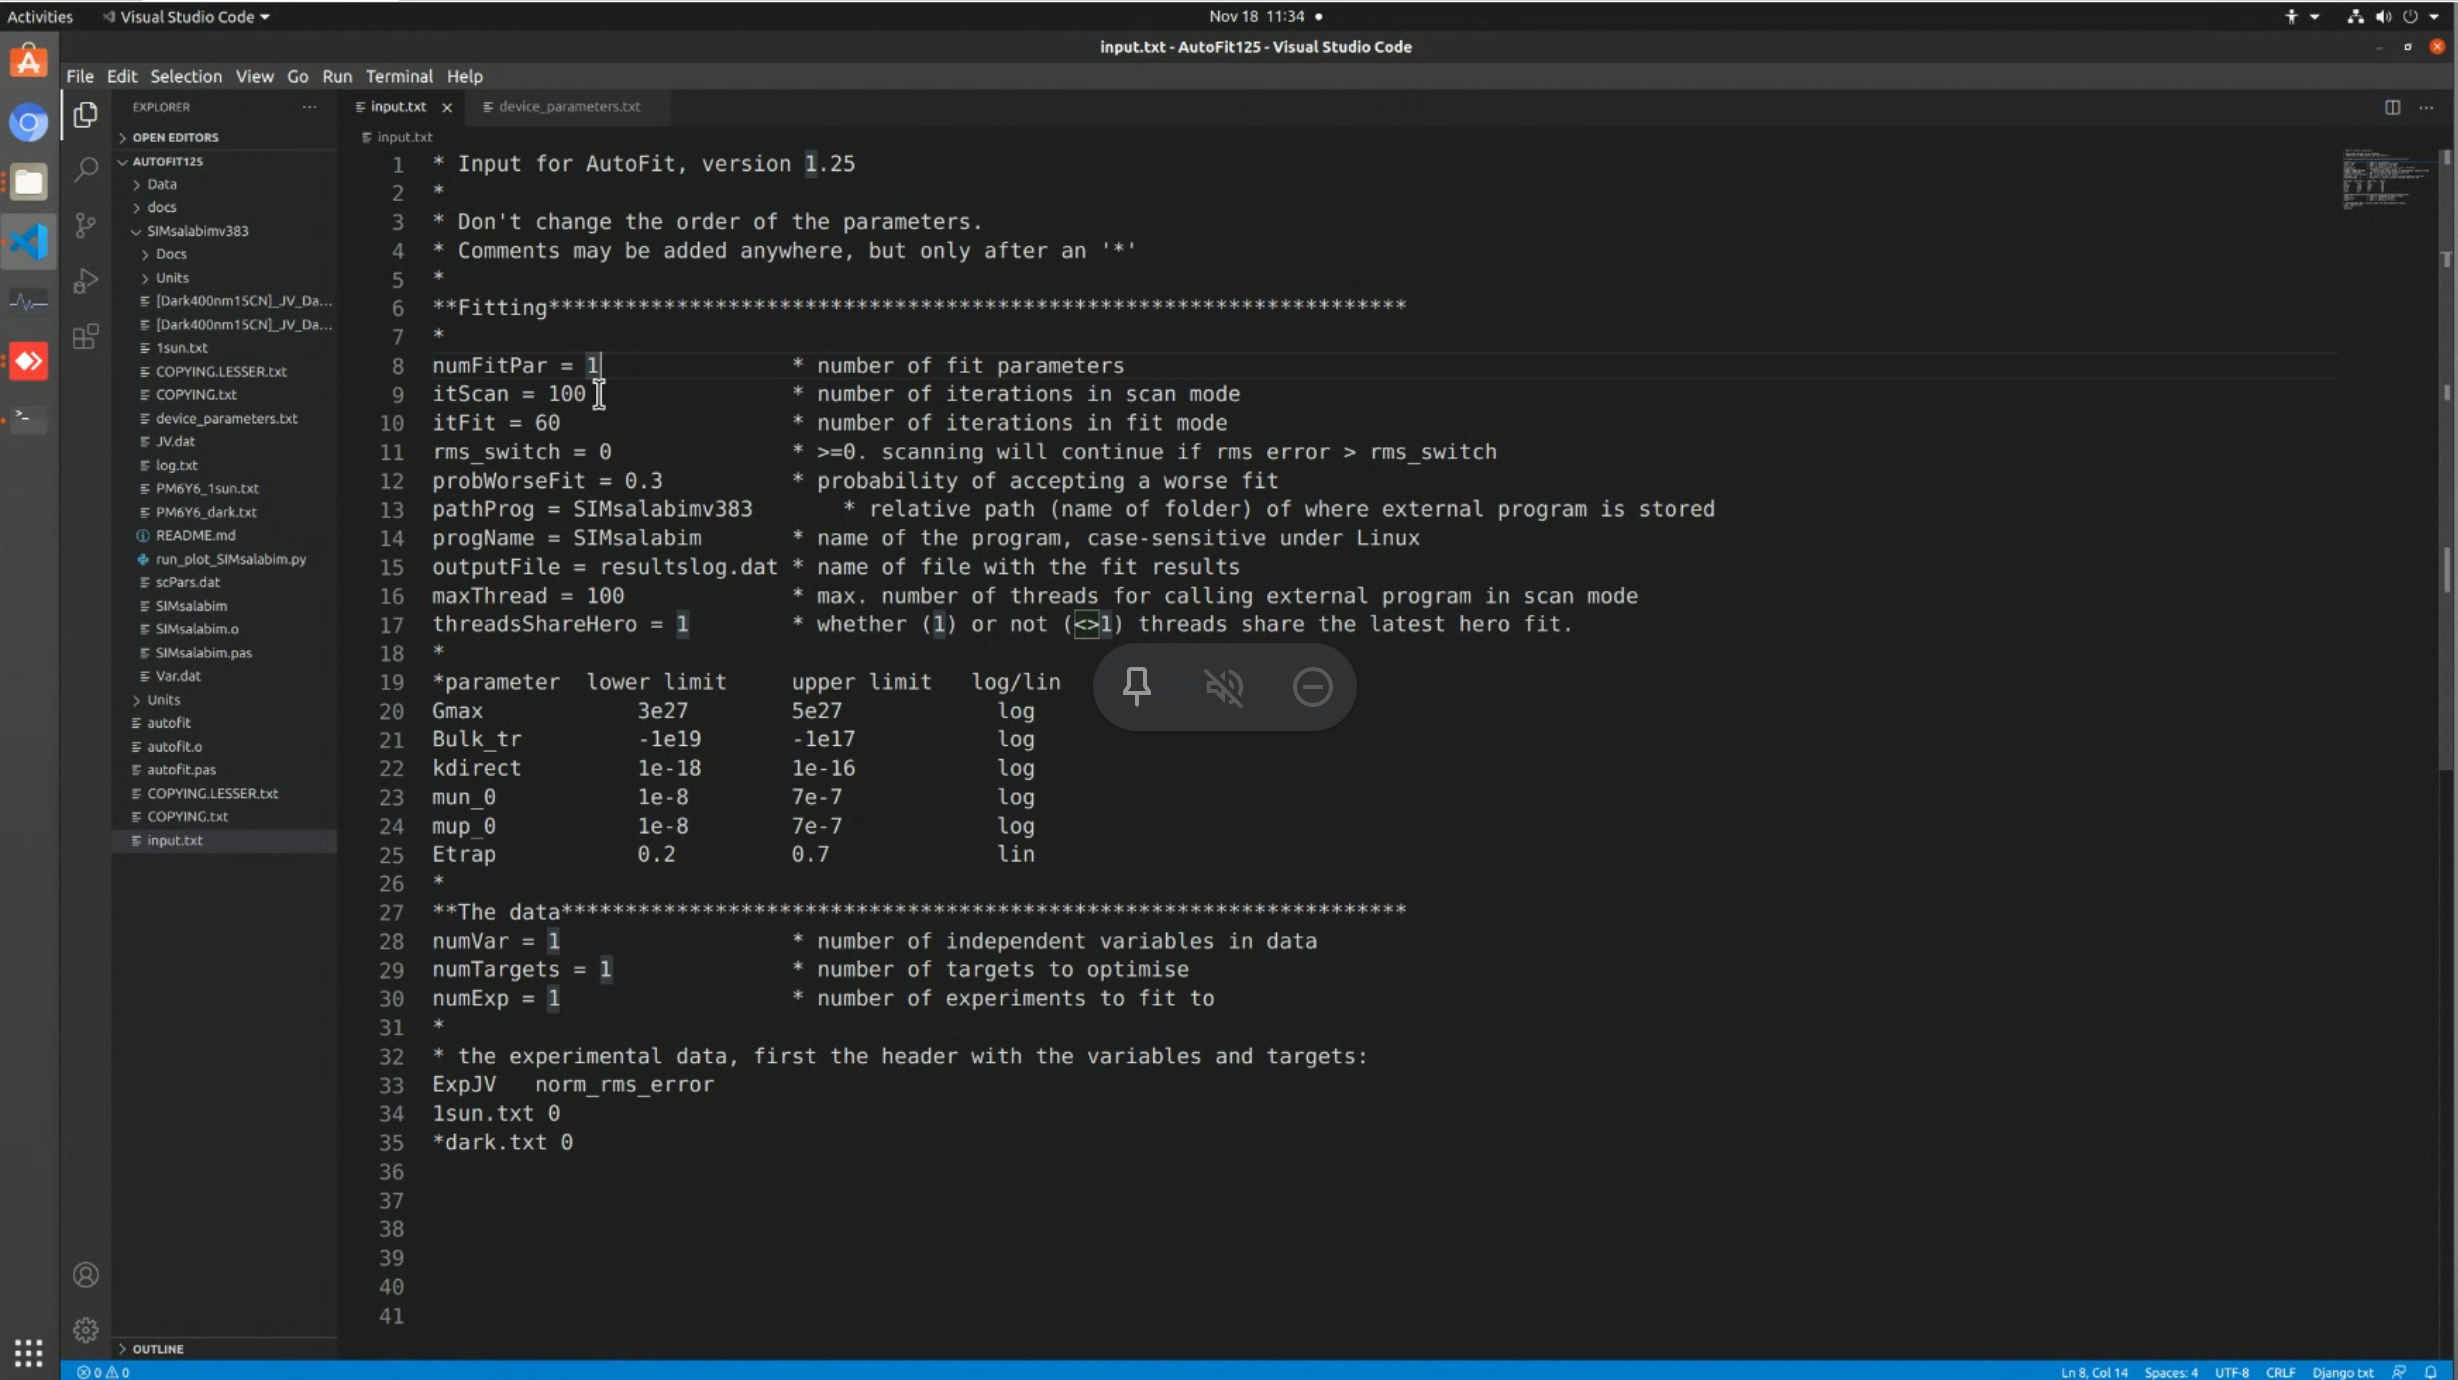 Activities
Visual Studio Code
Nov 18 11:34
input.txt - AutoFit125 - Visual Studio Code
File Edit Selection View Go Run Terminal Help
EXPLORER
OPEN EDITORS
AUTOFIT125
Data
docs
SIMsalabimv383
Docs
Units
[Dark400nm15CN]_JV_Da...
[Dark400nm15CN]_JV_Da...
1sun.txt
COPYING.LESSER.txt
COPYING.txt
device_parameters.txt
JV.dat
log.txt
PM6Y6_1sun.txt
PM6Y6_dark.txt
README.md
run_plot_SIMsalabim.py
scPars.dat
SIMsalabim
SIMsalabim.o
SIMsalabim.pas
Var.dat
Units
autofit
autofit.o
autofit.pas
COPYING.LESSER.txt
COPYING.txt
input.txt
OUTLINE
input.txt
device_parameters.txt
input.txt
1 * Input for AutoFit, version 1.25
2 *
3 * Don't change the order of the parameters.
4 * Comments may be added anywhere, but only after an '*'
5 *
6 **Fitting*******************************************************************
7 *
8 numFitPar = 1 * number of fit parameters
9 itScan = 100 * number of iterations in scan mode
10 itFit = 60 * number of iterations in fit mode
11 rms_switch = 0 * >=0. scanning will continue if rms error > rms_switch
12 probWorseFit = 0.3 * probability of accepting a worse fit
13 pathProg = SIMsalabimv383 * relative path (name of folder) of where external program is stored
14 progName = SIMsalabim * name of the program, case-sensitive under Linux
15 outputFile = resultslog.dat * name of file with the fit results
16 maxThread = 100 * max. number of threads for calling external program in scan mode
17 threadsShareHero = 1 * whether (1) or not (<>1) threads share the latest hero fit.
18 *
19 *parameter lower limit upper limit log/lin
20 Gmax 3e27 5e27 log
21 Bulk_tr -1e19 -1e17 log
22 kdirect 1e-18 1e-16 log
23 mun_0 1e-8 7e-7 log
24 mup_0 1e-8 7e-7 log
25 Etrap 0.2 0.7 lin
26 *
27 **The data******************************************************************
28 numVar = 1 * number of independent variables in data
29 numTargets = 1 * number of targets to optimise
30 numExp = 1 * number of experiments to fit to
31 *
32 * the experimental data, first the header with the variables and targets:
33 ExpJV norm_rms_error
34 1sun.txt 0
35 *dark.txt 0
36
37
38
39
40
41
0 0
Ln 8, Col 14 Spaces: 4 UTF-8 CRLF Django txt